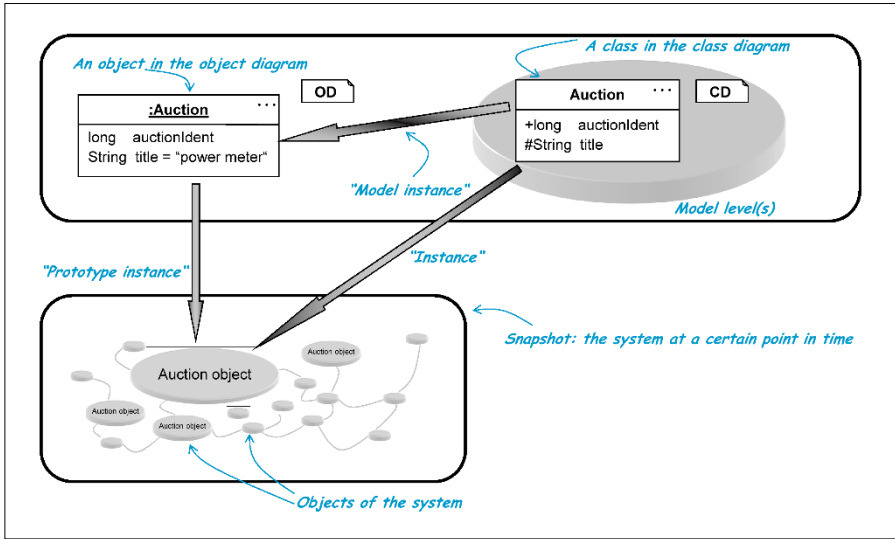 A class in the class diagram
An object in the object diagram
OD
:Auction ...
long auctionIdent
String title = "power meter"
Auction ...
+long auctionIdent
#String title
CD
"Model instance"
Model level(s)
"Prototype instance"
"Instance"
Snapshot: the system at a certain point in time
Auction object
Auction object
Auction object
Auction object
Objects of the system